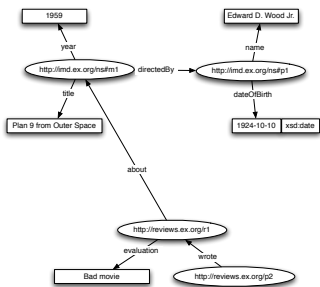 1959
Edward D. Wood Jr.
year
name
http://imd.ex.org/ns#m1
directedBy
http://imd.ex.org/ns#p1
title
dateOfBirth
Plan 9 from Outer Space
1924-10-10
xsd:date
about
http://reviews.ex.org/r1
evaluation
wrote
Bad movie
http://reviews.ex.org/p2